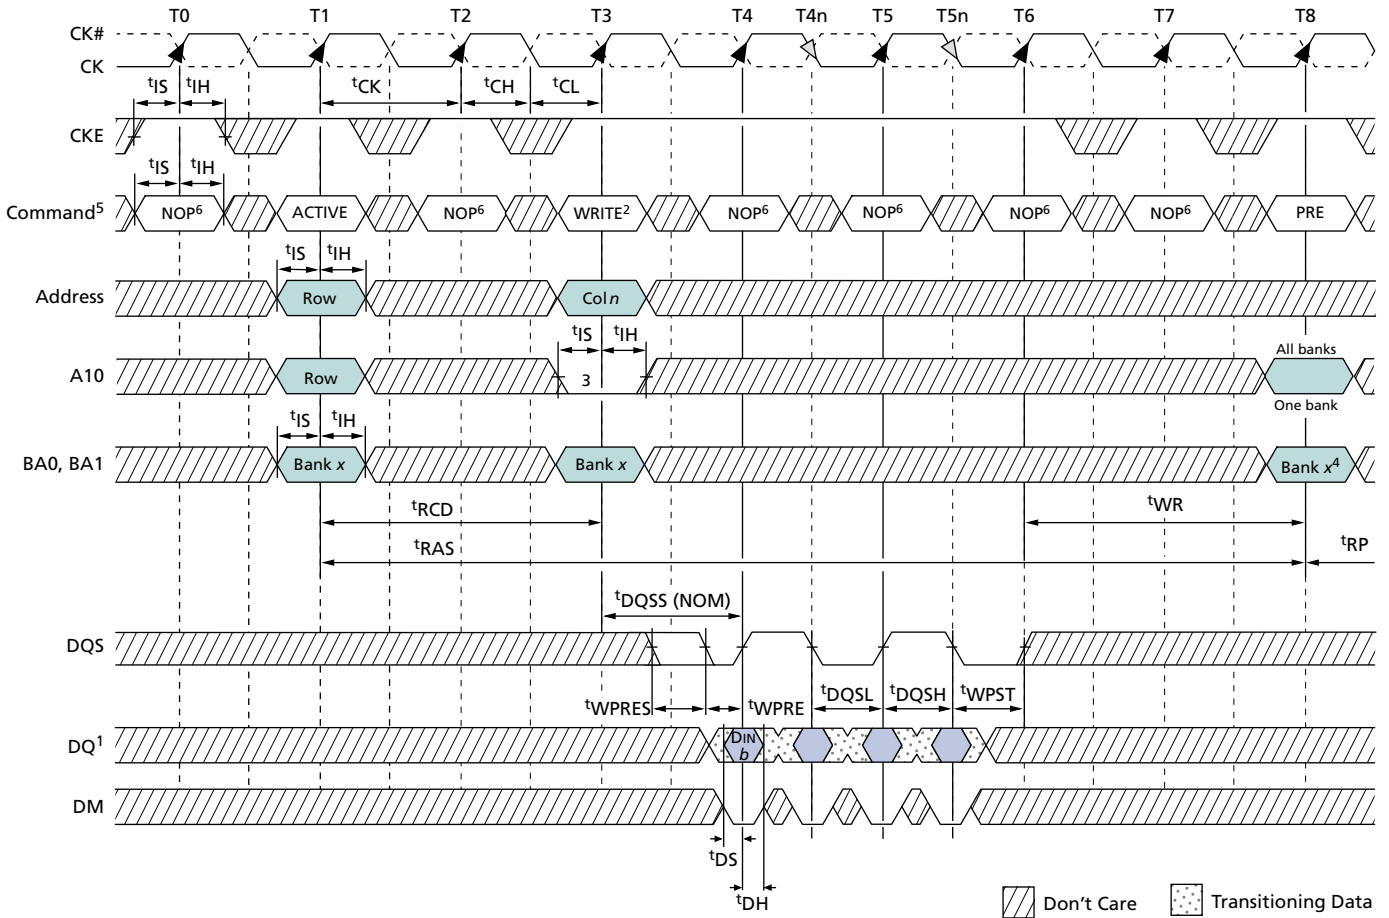 T0 T1 T2 T3 T4 T4n T5 T5n T6 T7 T8
CK#
CK
tIS tIH tCK tCH tCL
CKE
tIS tIH
Command5 NOP6 ACTIVE NOP6 WRITE2 NOP6 NOP6 NOP6 NOP6 PRE
tIS tIH
Address Row Col n
tIS tIH
All banks
A10 Row 3
One bank
tIS tIH
BA0, BA1 Bank x Bank x Bank x4
tRCD tWR
tRAS tRP
tDQSS (NOM)
DQS
tWPRES tWPRE tDQSL tDQSH tWPST
DQ1 DIN
b
DM
tDS
tDH
Don't Care Transitioning Data